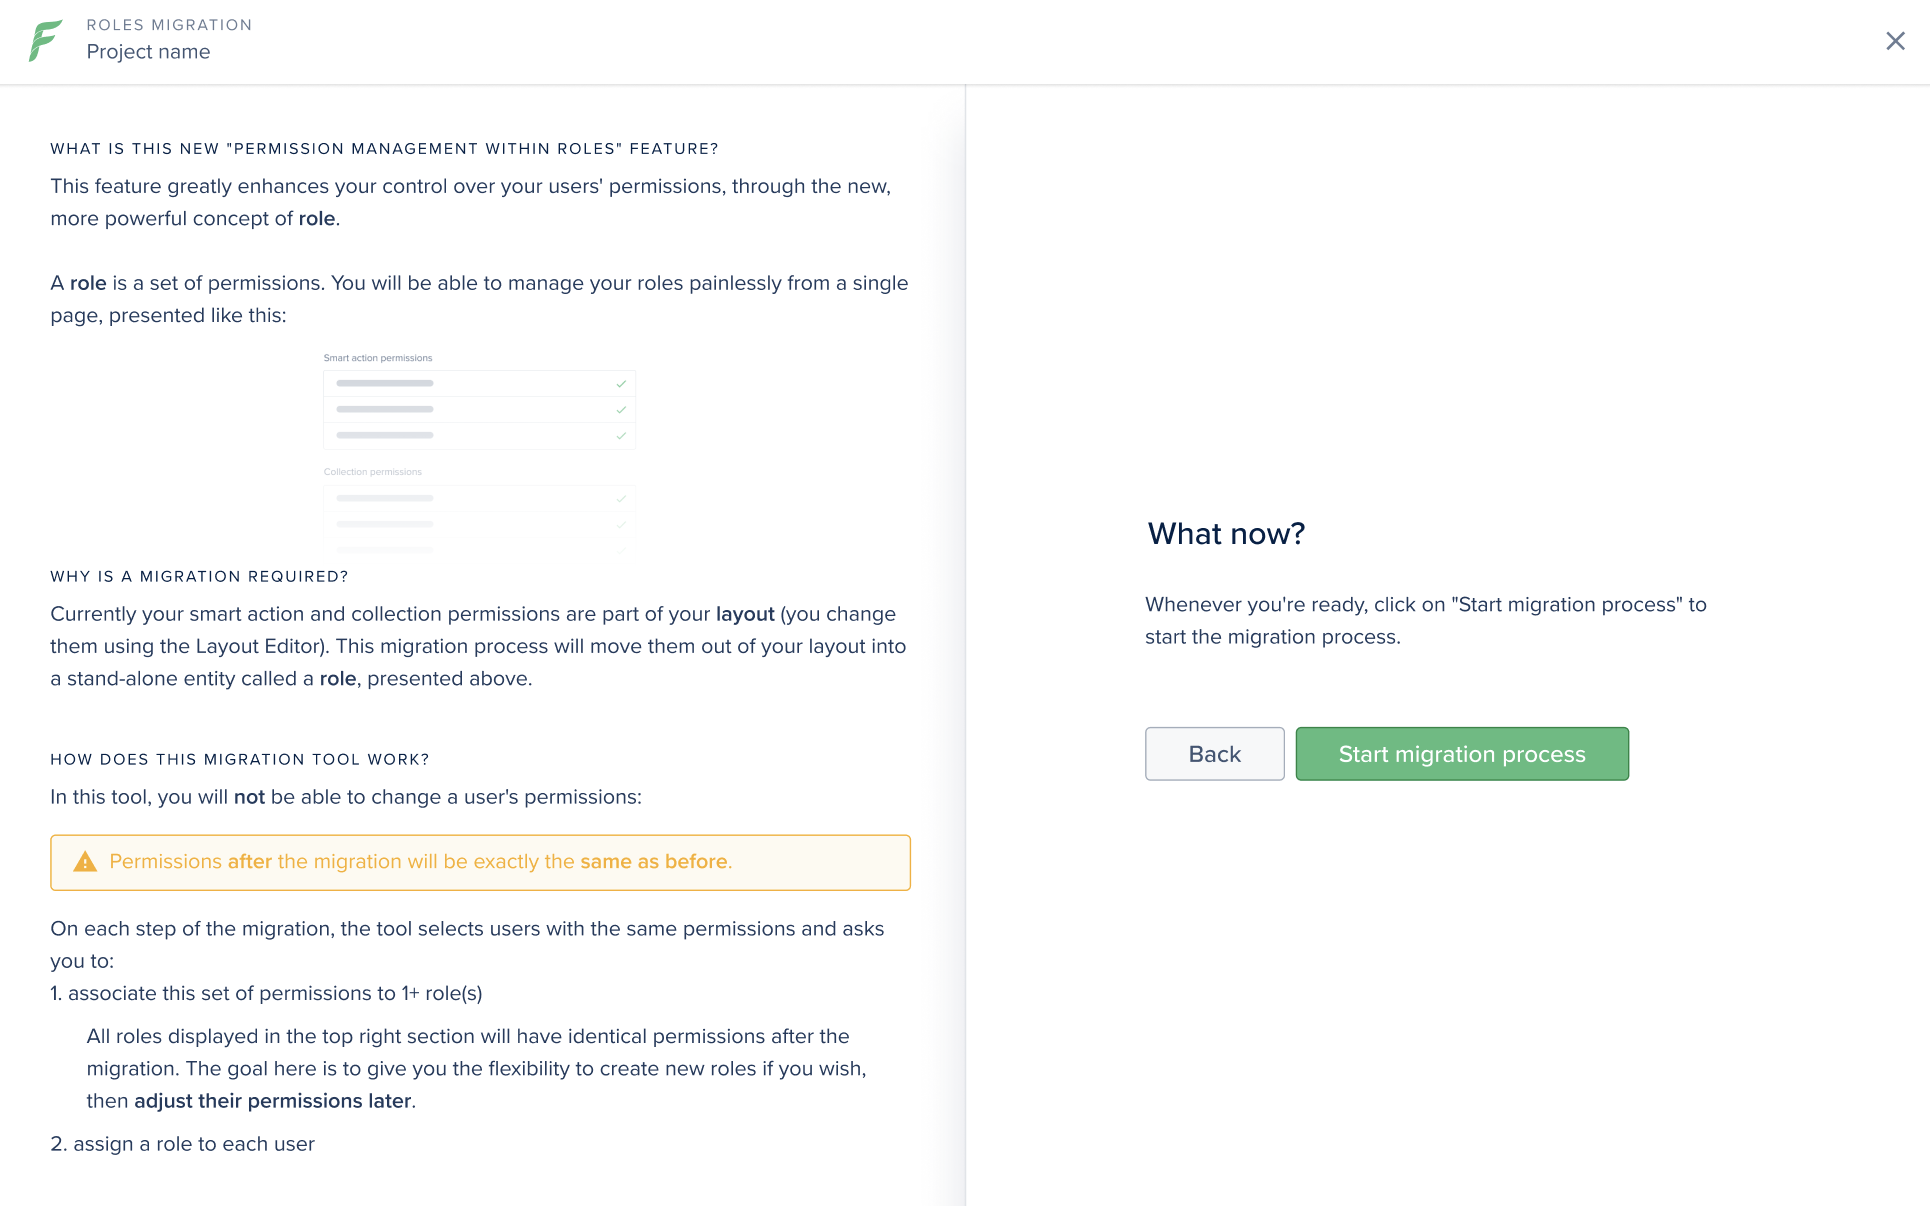 ROLES MIGRATION
Project name
WHAT IS THIS NEW "PERMISSION MANAGEMENT WITHIN ROLES" FEATURE?
This feature greatly enhances your control over your users' permissions, through the new,
more powerful concept of role.
A role is a set of permissions. You will be able to manage your roles painlessly from a single
page, presented like this:
Smart action permissions
Collection permissions
WHY IS A MIGRATION REQUIRED?
Currently your smart action and collection permissions are part of your layout (you change
them using the Layout Editor). This migration process will move them out of your layout into
a stand-alone entity called a role, presented above.
HOW DOES THIS MIGRATION TOOL WORK?
In this tool, you will not be able to change a user's permissions:
Permissions after the migration will be exactly the same as before.
On each step of the migration, the tool selects users with the same permissions and asks
you to:
1. associate this set of permissions to 1+ role(s)
All roles displayed in the top right section will have identical permissions after the
migration. The goal here is to give you the flexibility to create new roles if you wish,
then adjust their permissions later.
2. assign a role to each user
What now?
Whenever you're ready, click on "Start migration process" to
start the migration process.
Back
Start migration process